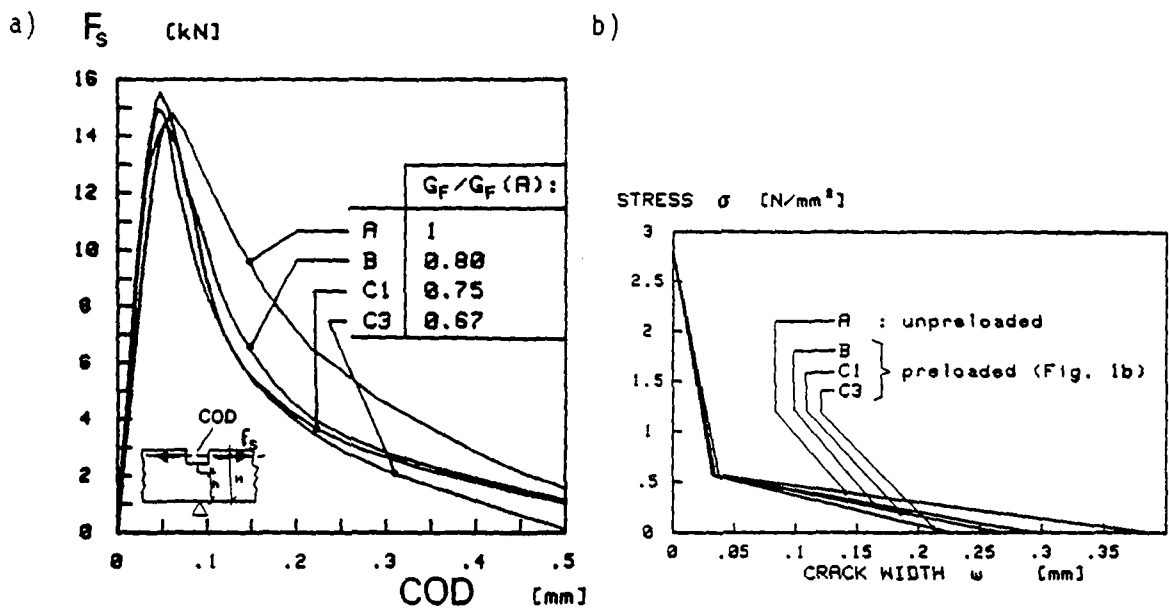 a) F_S [kN]
16
14
12
10
8
6
4
2
0
G_F/G_F(A):
A 1
B 0.80
C1 0.75
C3 0.67
COD
F_S
h
H
0 .1 .2 .3 .4 .5
COD [mm]
b)
STRESS σ [N/mm²]
3
2.5
2
1.5
1
0.5
0
A : unpreloaded
B
C1 preloaded (Fig. 1b)
C3
0 .05 .1 .15 .2 .25 .3 .35
CRACK WIDTH w [mm]